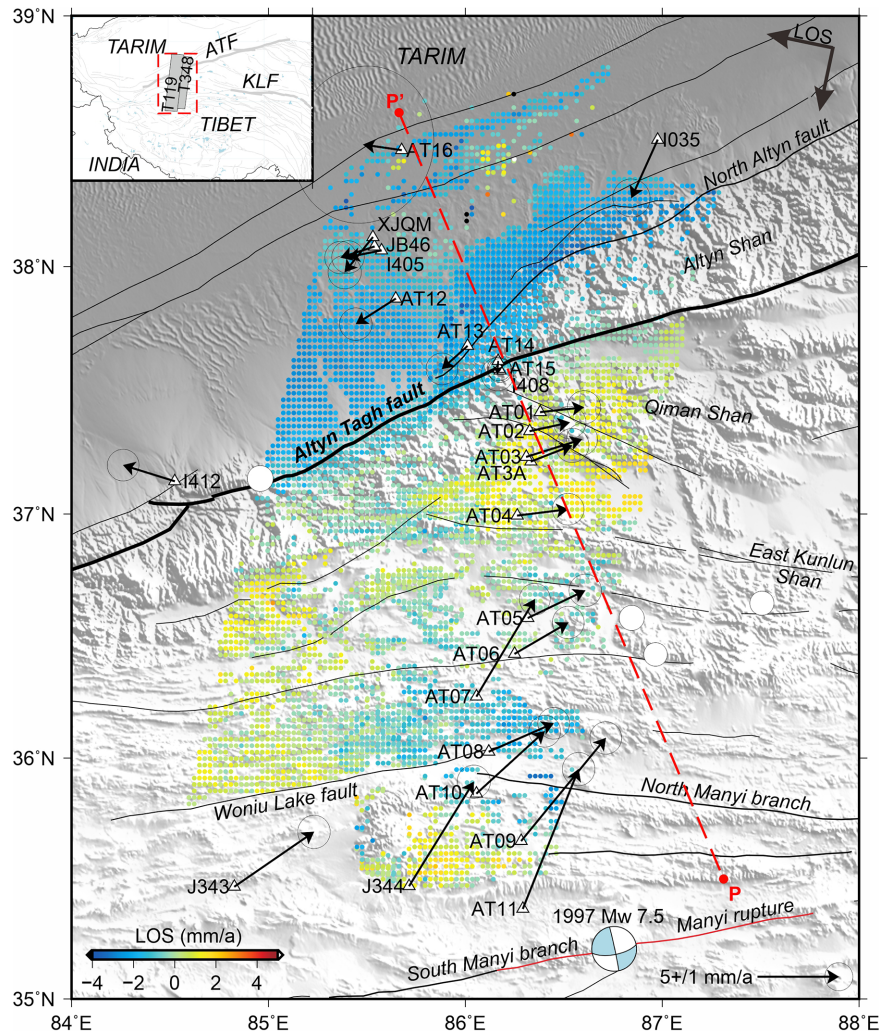 39°N
38°N
37°N
36°N
35°N
84°E
85°E
86°E
87°E
88°E
TARIM
ATF
T119
T348
KLF
TIBET
INDIA
TARIM
LOS
P'
AT16
I035
North Altyn fault
XJQM
JB46
I405
Altyn Shan
AT12
AT13
AT14
AT15
I408
Altyn Tagh fault
AT01
Qiman Shan
AT02
AT03
AT3A
I412
AT04
East Kunlun
Shan
AT05
AT06
AT07
AT08
AT10
North Manyi branch
Woniu Lake fault
AT09
J343
J344
P
AT11
1997 Mw 7.5
Manyi rupture
South Manyi branch
LOS (mm/a)
−4 −2 0 2 4
5+/1 mm/a